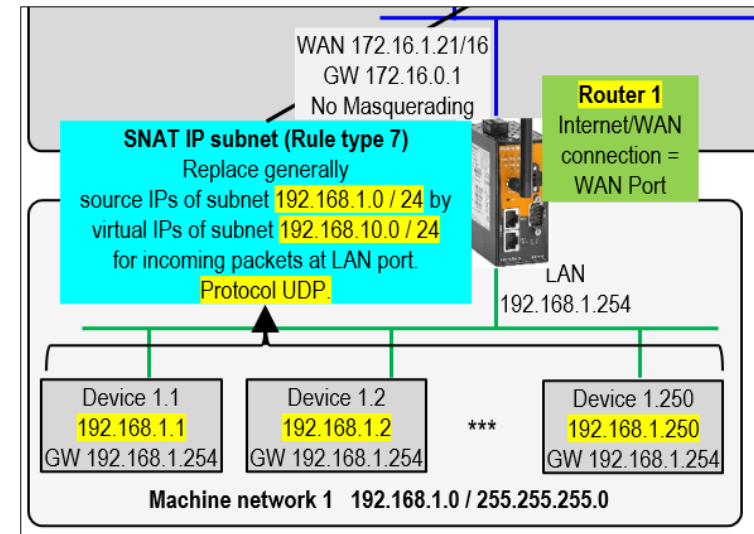 WAN 172.16.1.21/16
GW 172.16.0.1
No Masquerading
Router 1
Internet/WAN
connection =
WAN Port
SNAT IP subnet (Rule type 7)
Replace generally
source IPs of subnet 192.168.1.0 / 24 by
virtual IPs of subnet 192.168.10.0 / 24
for incoming packets at LAN port.
Protocol UDP.
LAN
192.168.1.254
Device 1.1
192.168.1.1
GW 192.168.1.254
Device 1.2
192.168.1.2
GW 192.168.1.254
***
Device 1.250
192.168.1.250
GW 192.168.1.254
Machine network 1 192.168.1.0 / 255.255.255.0